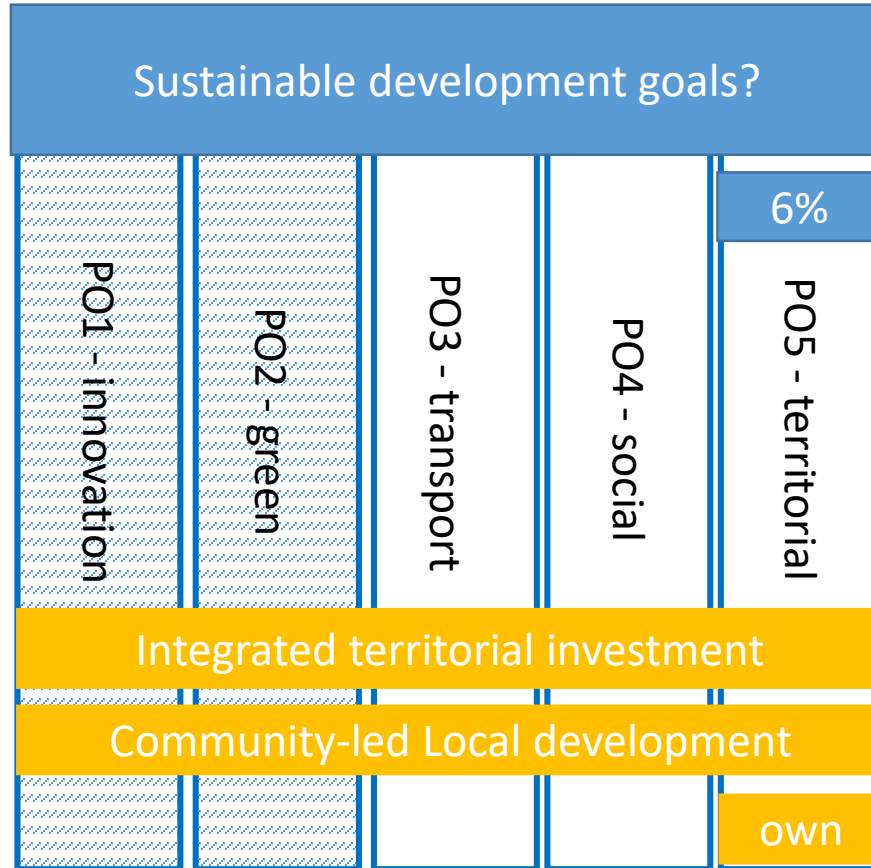 Sustainable development goals?
6%
PO1 - innovation
PO2 - green
PO3 - transport
PO4 - social
PO5 - territorial
Integrated territorial investment
Community-led Local development
own